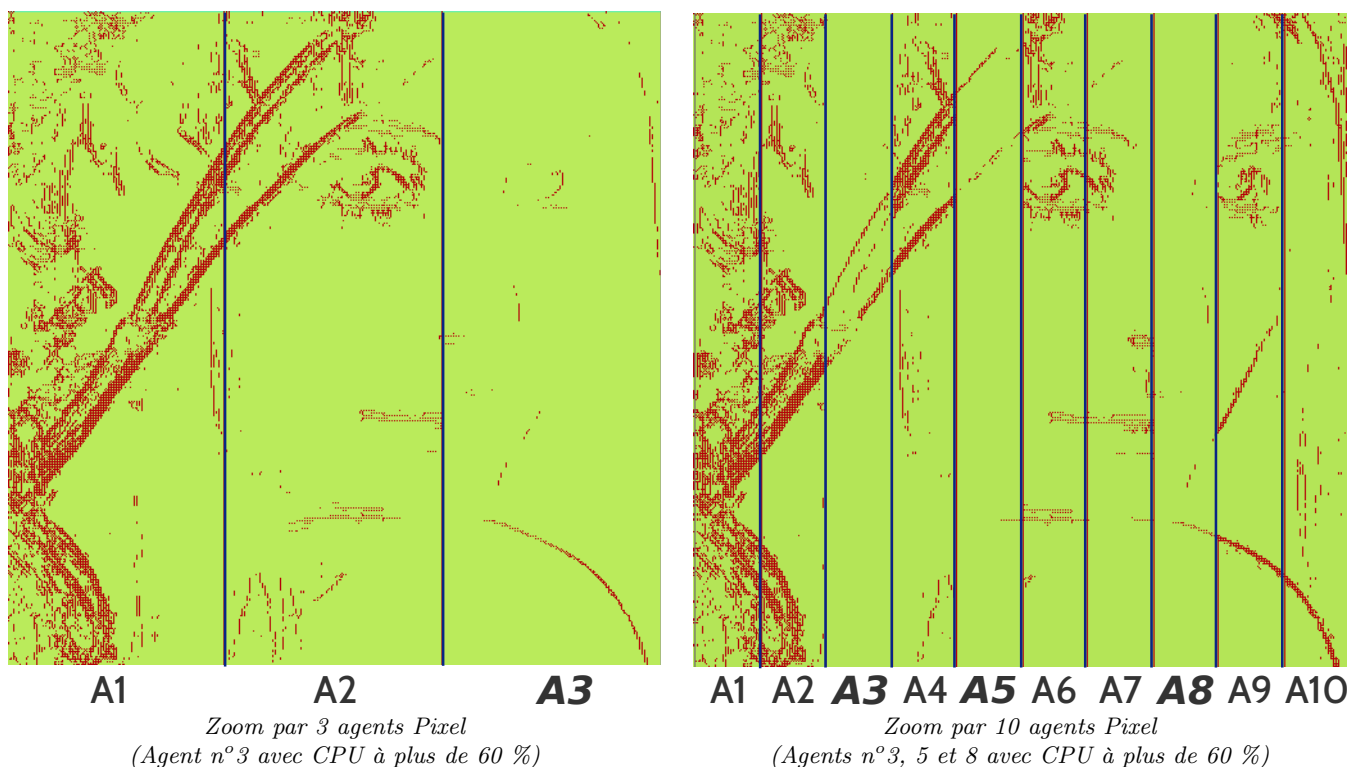 A1 A2 A3
Zoom par 3 agents Pixel
(Agent nº3 avec CPU à plus de 60 %)
A1 A2 A3 A4 A5 A6 A7 A8 A9 A10
Zoom par 10 agents Pixel
(Agents nº3, 5 et 8 avec CPU à plus de 60 %)